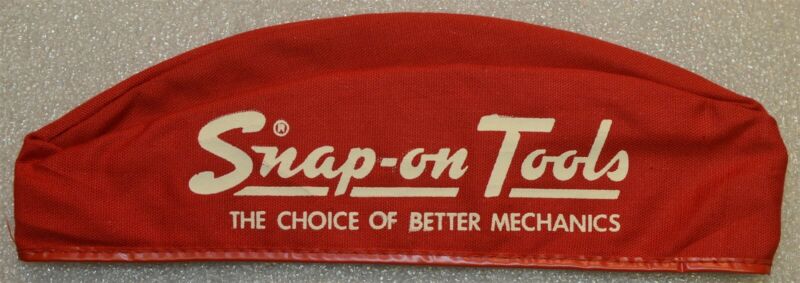 Snap-on Tools ®
THE CHOICE OF BETTER MECHANICS